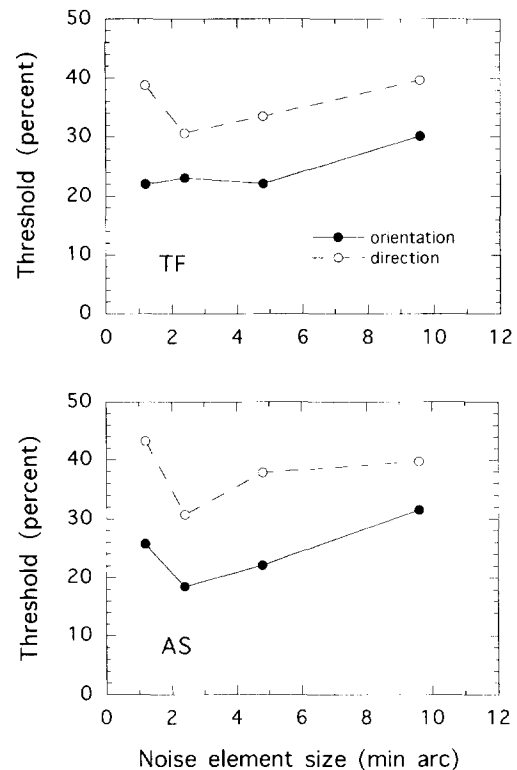 50
40
30
20
10
0
Threshold (percent)
orientation
direction
TF
0 2 4 6 8 10 12
50
40
30
20
10
0
Threshold (percent)
AS
0 2 4 6 8 10 12
Noise element size (min arc)